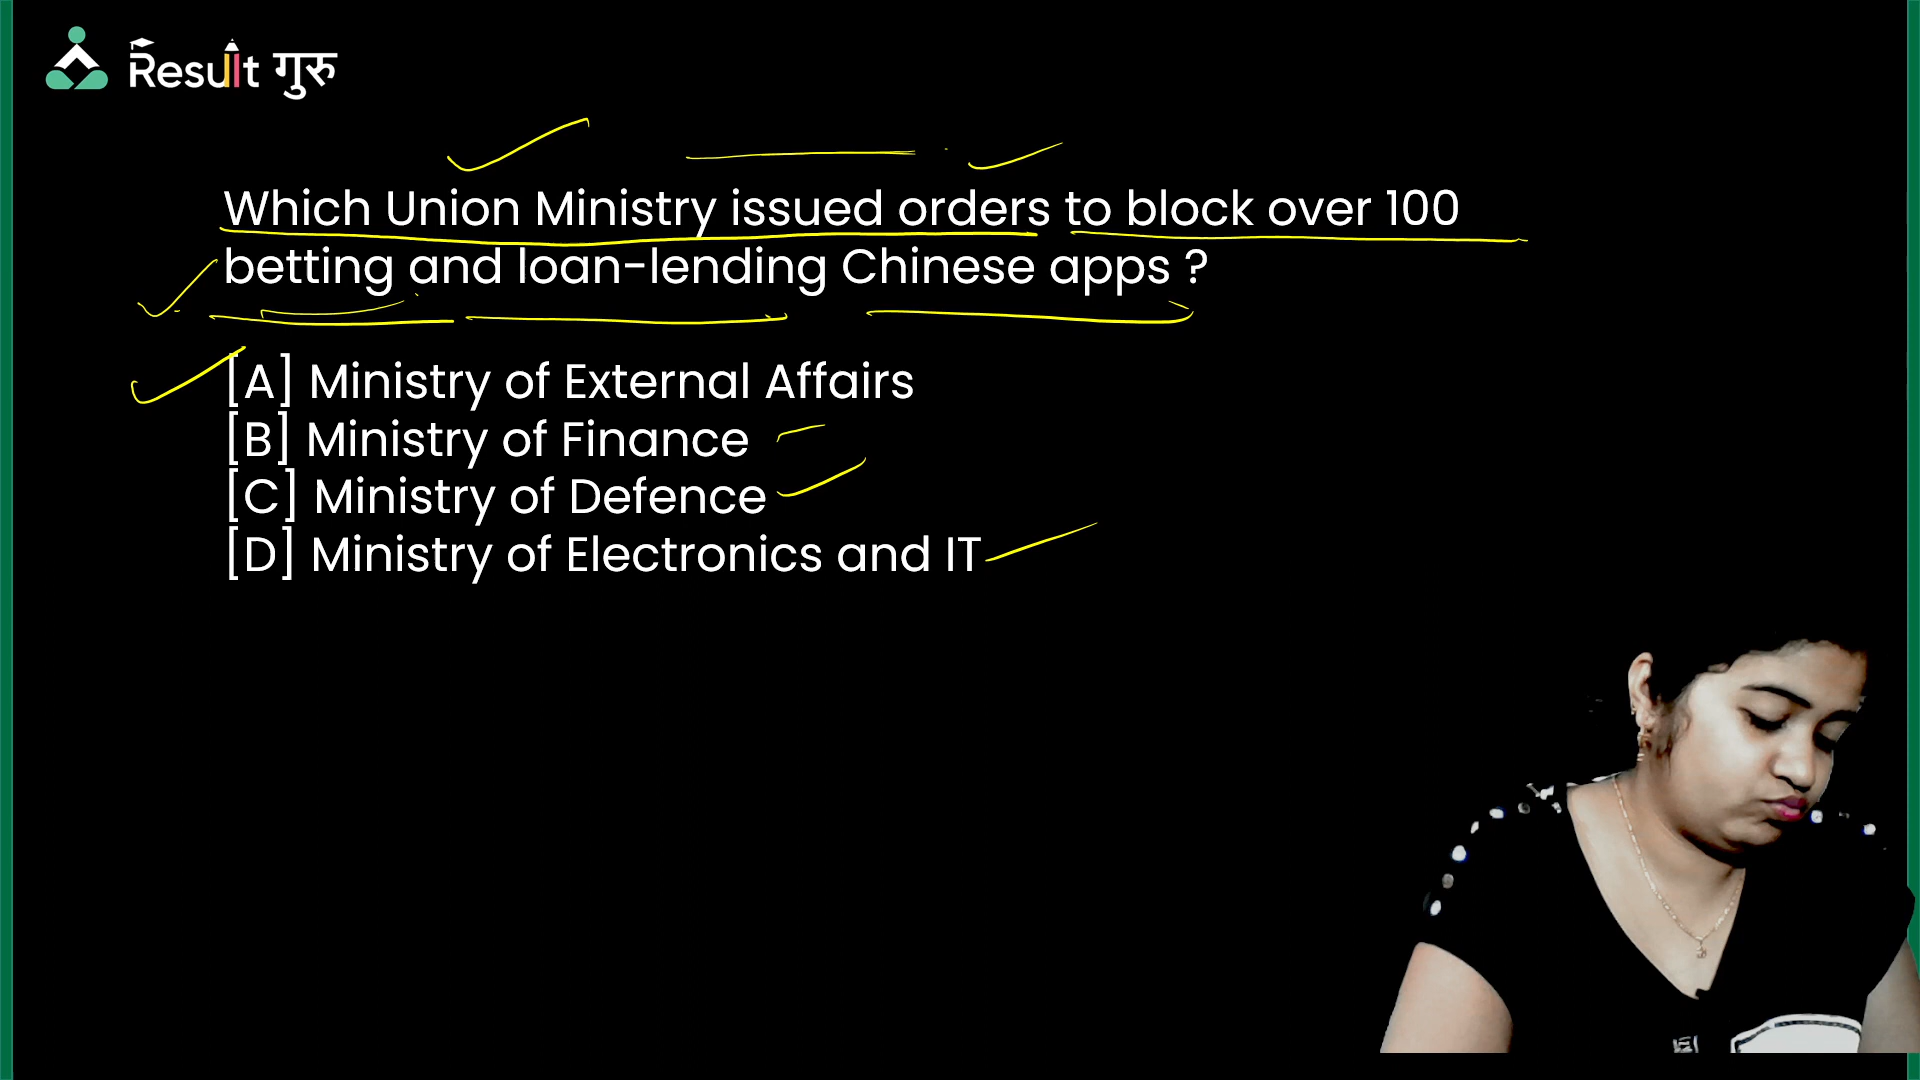 Result गुरु
Which Union Ministry issued orders to block over 100
betting and loan-lending Chinese apps ?
[A] Ministry of External Affairs
[B] Ministry of Finance
[C] Ministry of Defence
[D] Ministry of Electronics and IT